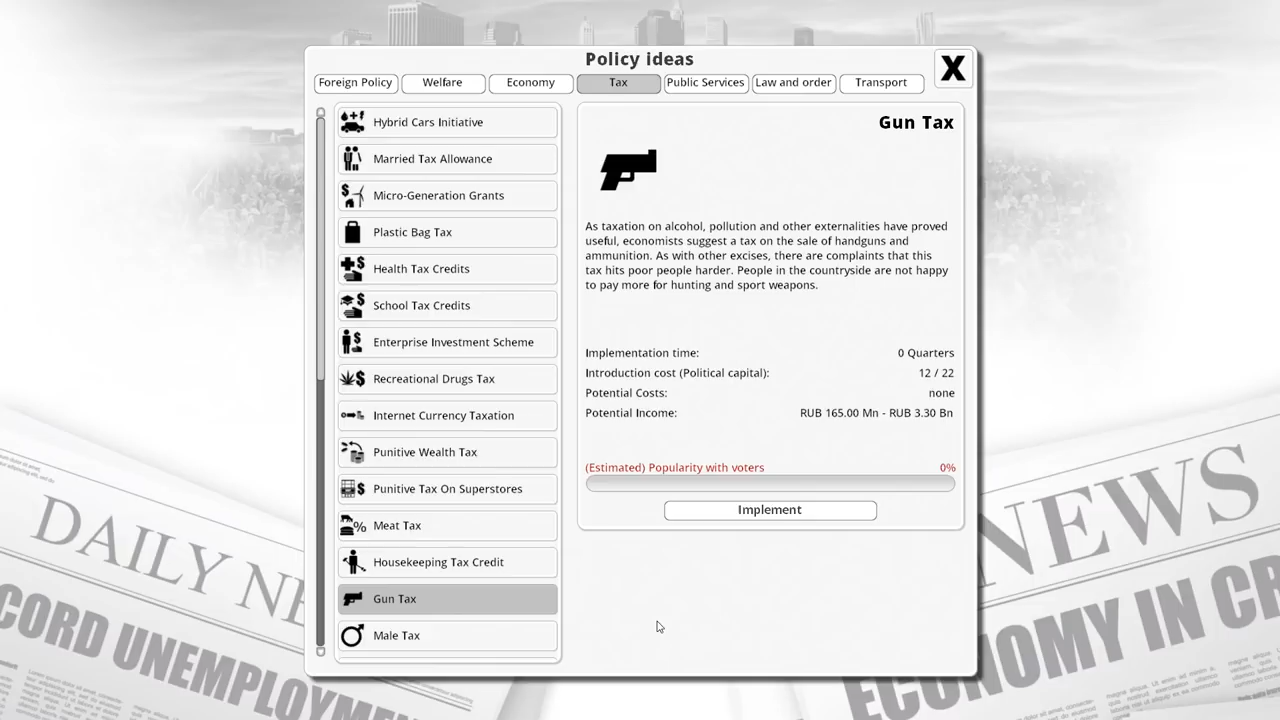 Policy ideas
X
Foreign Policy
Welfare
Economy
Tax
Public Services
Law and order
Transport
Hybrid Cars Initiative
Married Tax Allowance
Micro-Generation Grants
Plastic Bag Tax
Health Tax Credits
School Tax Credits
Enterprise Investment Scheme
Recreational Drugs Tax
Internet Currency Taxation
Punitive Wealth Tax
Punitive Tax On Superstores
Meat Tax
Housekeeping Tax Credit
Gun Tax
Male Tax
Gun Tax
As taxation on alcohol, pollution and other externalities have proved
useful, economists suggest a tax on the sale of handguns and
ammunition. As with other excises, there are complaints that this
tax hits poor people harder. People in the countryside are not happy
to pay more for hunting and sport weapons.
Implementation time: 0 Quarters
Introduction cost (Political capital): 12 / 22
Potential Costs: none
Potential Income: RUB 165.00 Mn - RUB 3.30 Bn
(Estimated) Popularity with voters 0%
Implement
DAILY NE
CORD UNEMPLOYM
NEWS
ECONOMY IN CR